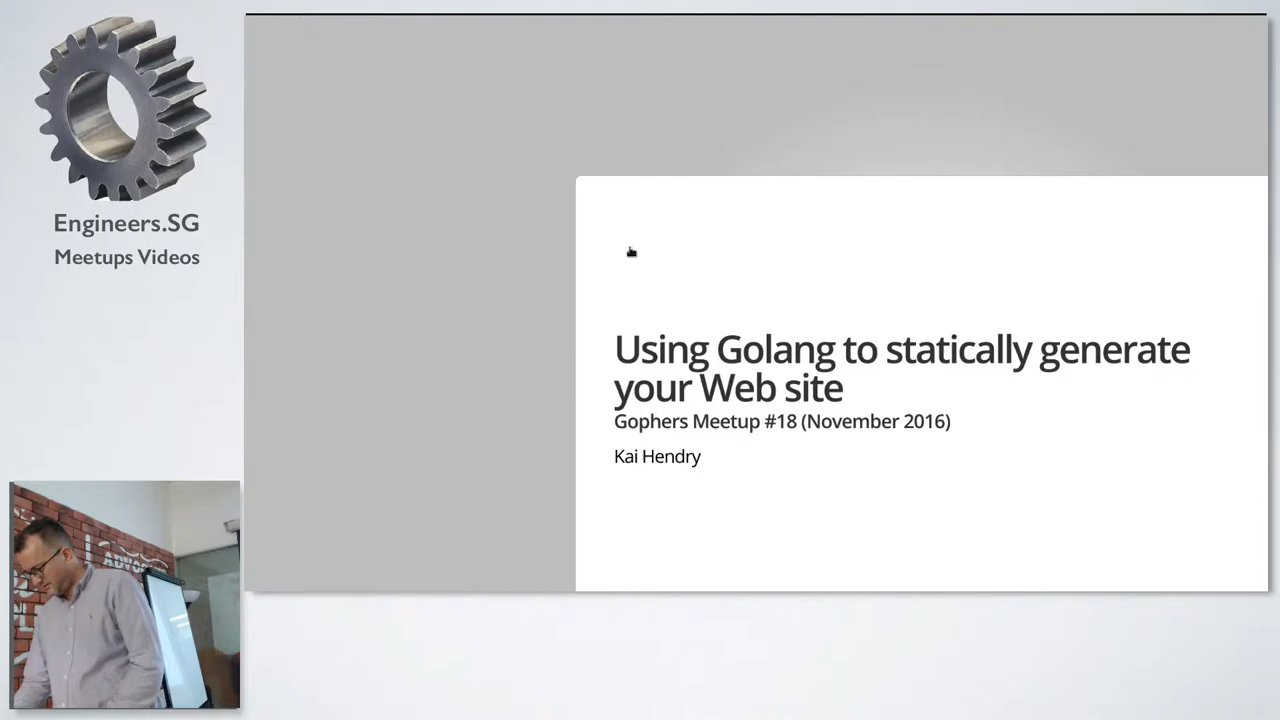 Engineers.SG
Meetups Videos
Using Golang to statically generate
your Web site
Gophers Meetup #18 (November 2016)
Kai Hendry